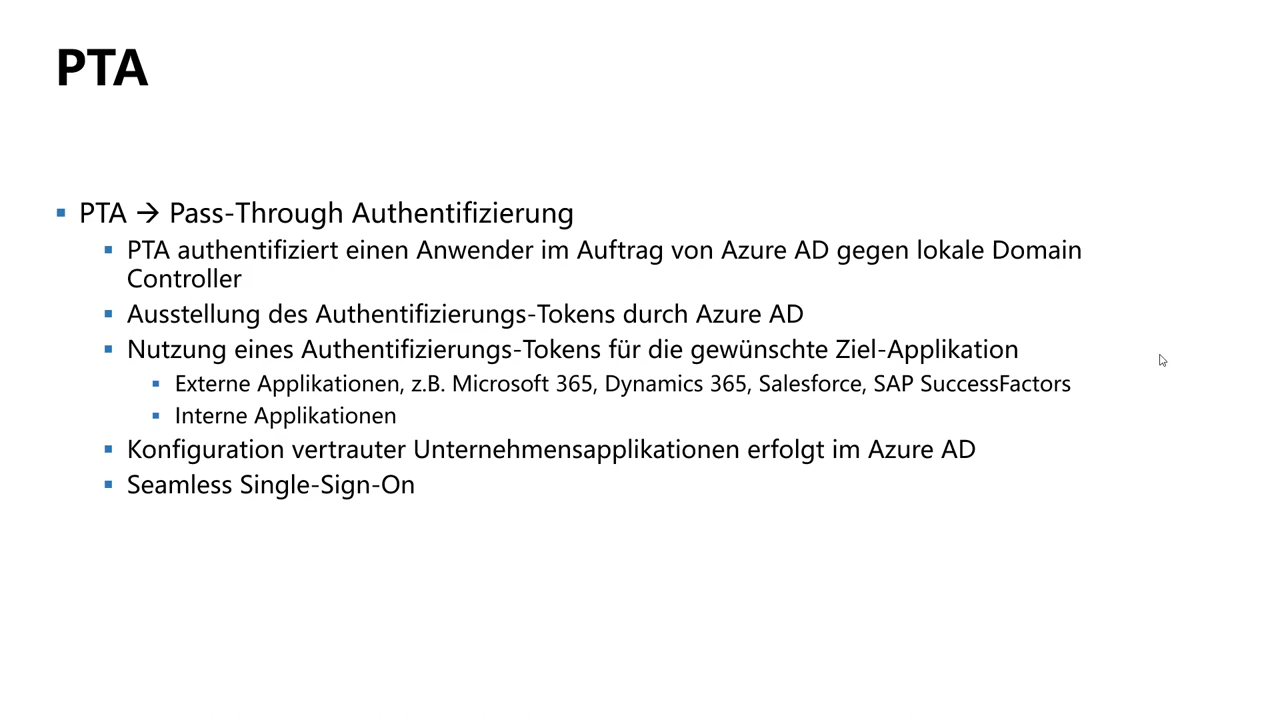 PTA
PTA → Pass-Through Authentifizierung
PTA authentifiziert einen Anwender im Auftrag von Azure AD gegen lokale Domain
Controller
Ausstellung des Authentifizierungs-Tokens durch Azure AD
Nutzung eines Authentifizierungs-Tokens für die gewünschte Ziel-Applikation
Externe Applikationen, z.B. Microsoft 365, Dynamics 365, Salesforce, SAP SuccessFactors
Interne Applikationen
Konfiguration vertrauter Unternehmensapplikationen erfolgt im Azure AD
Seamless Single-Sign-On